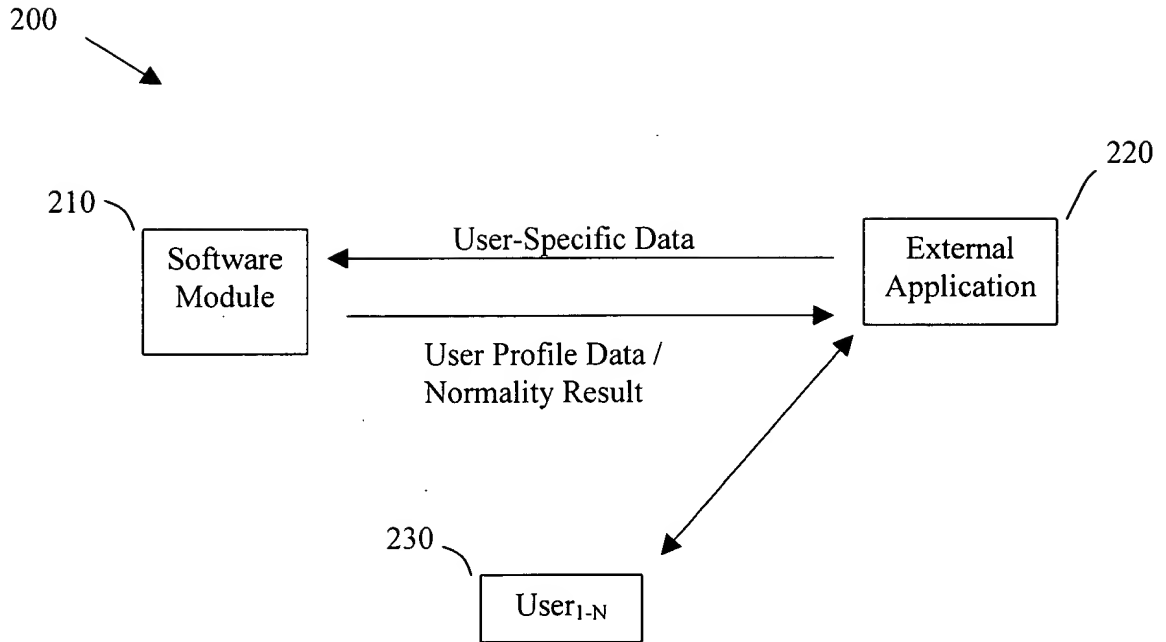 200
220
210
User-Specific Data
Software
Module
External
Application
User Profile Data /
Normality Result
230
User1-N